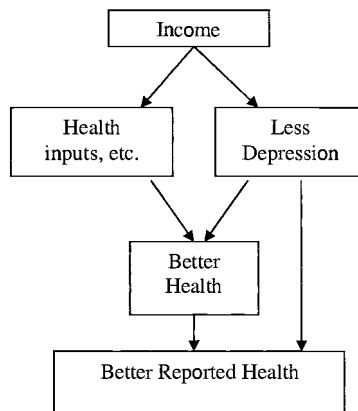 Income
Health
inputs, etc.
Less
Depression
Better
Health
Better Reported Health